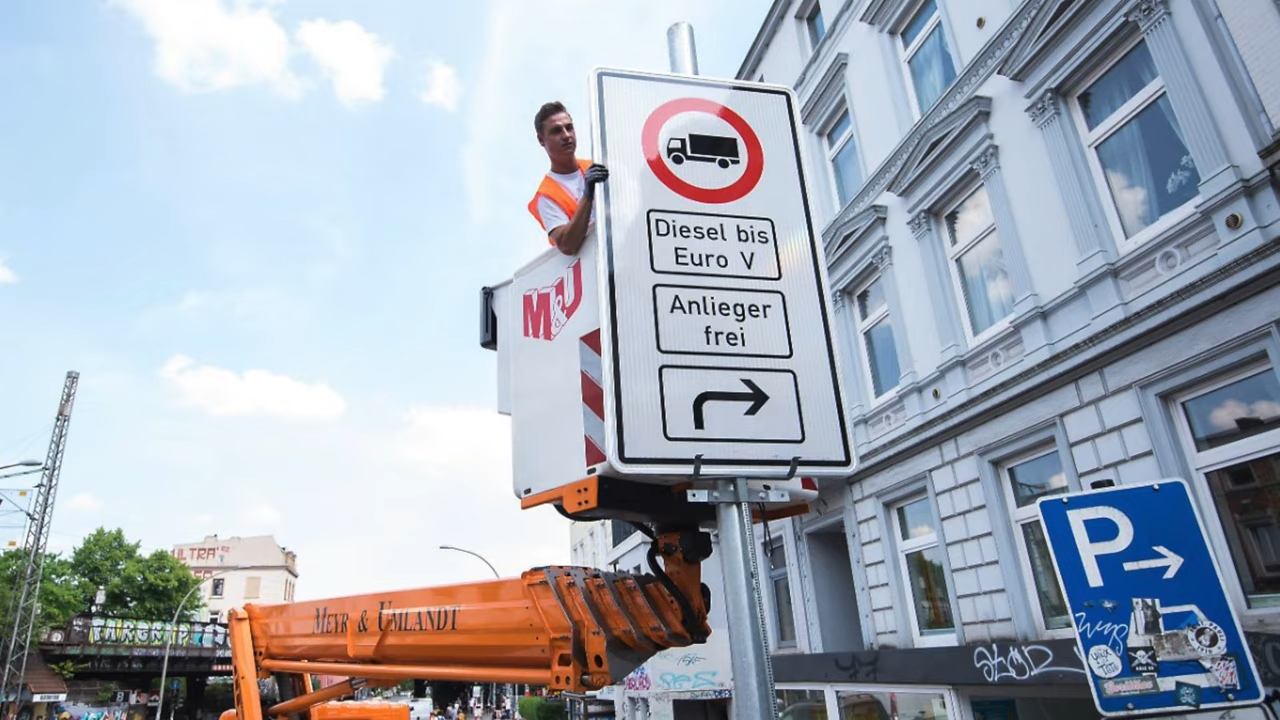 Diesel bis
Euro V
Anlieger
frei
M&U
MEYR & UMLANDT
ULTRA'
P